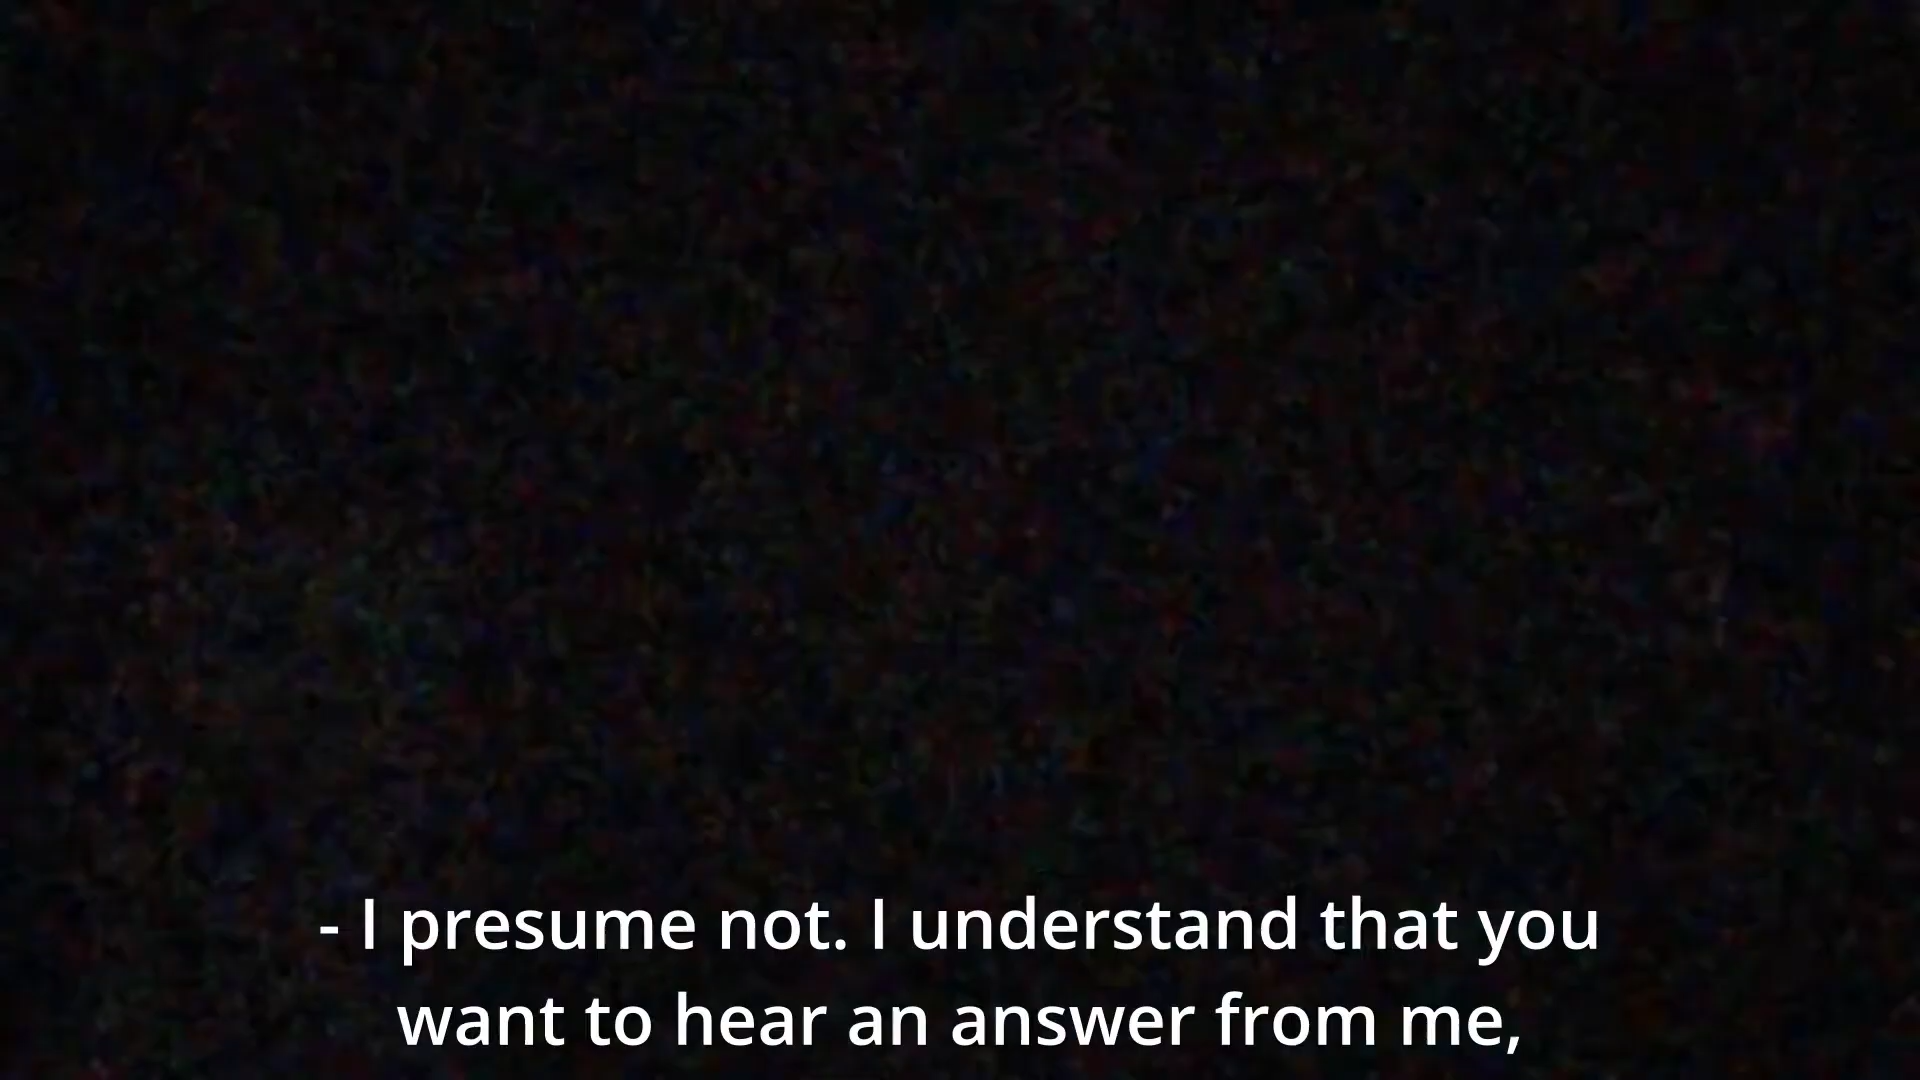 - I presume not. I understand that you
want to hear an answer from me,